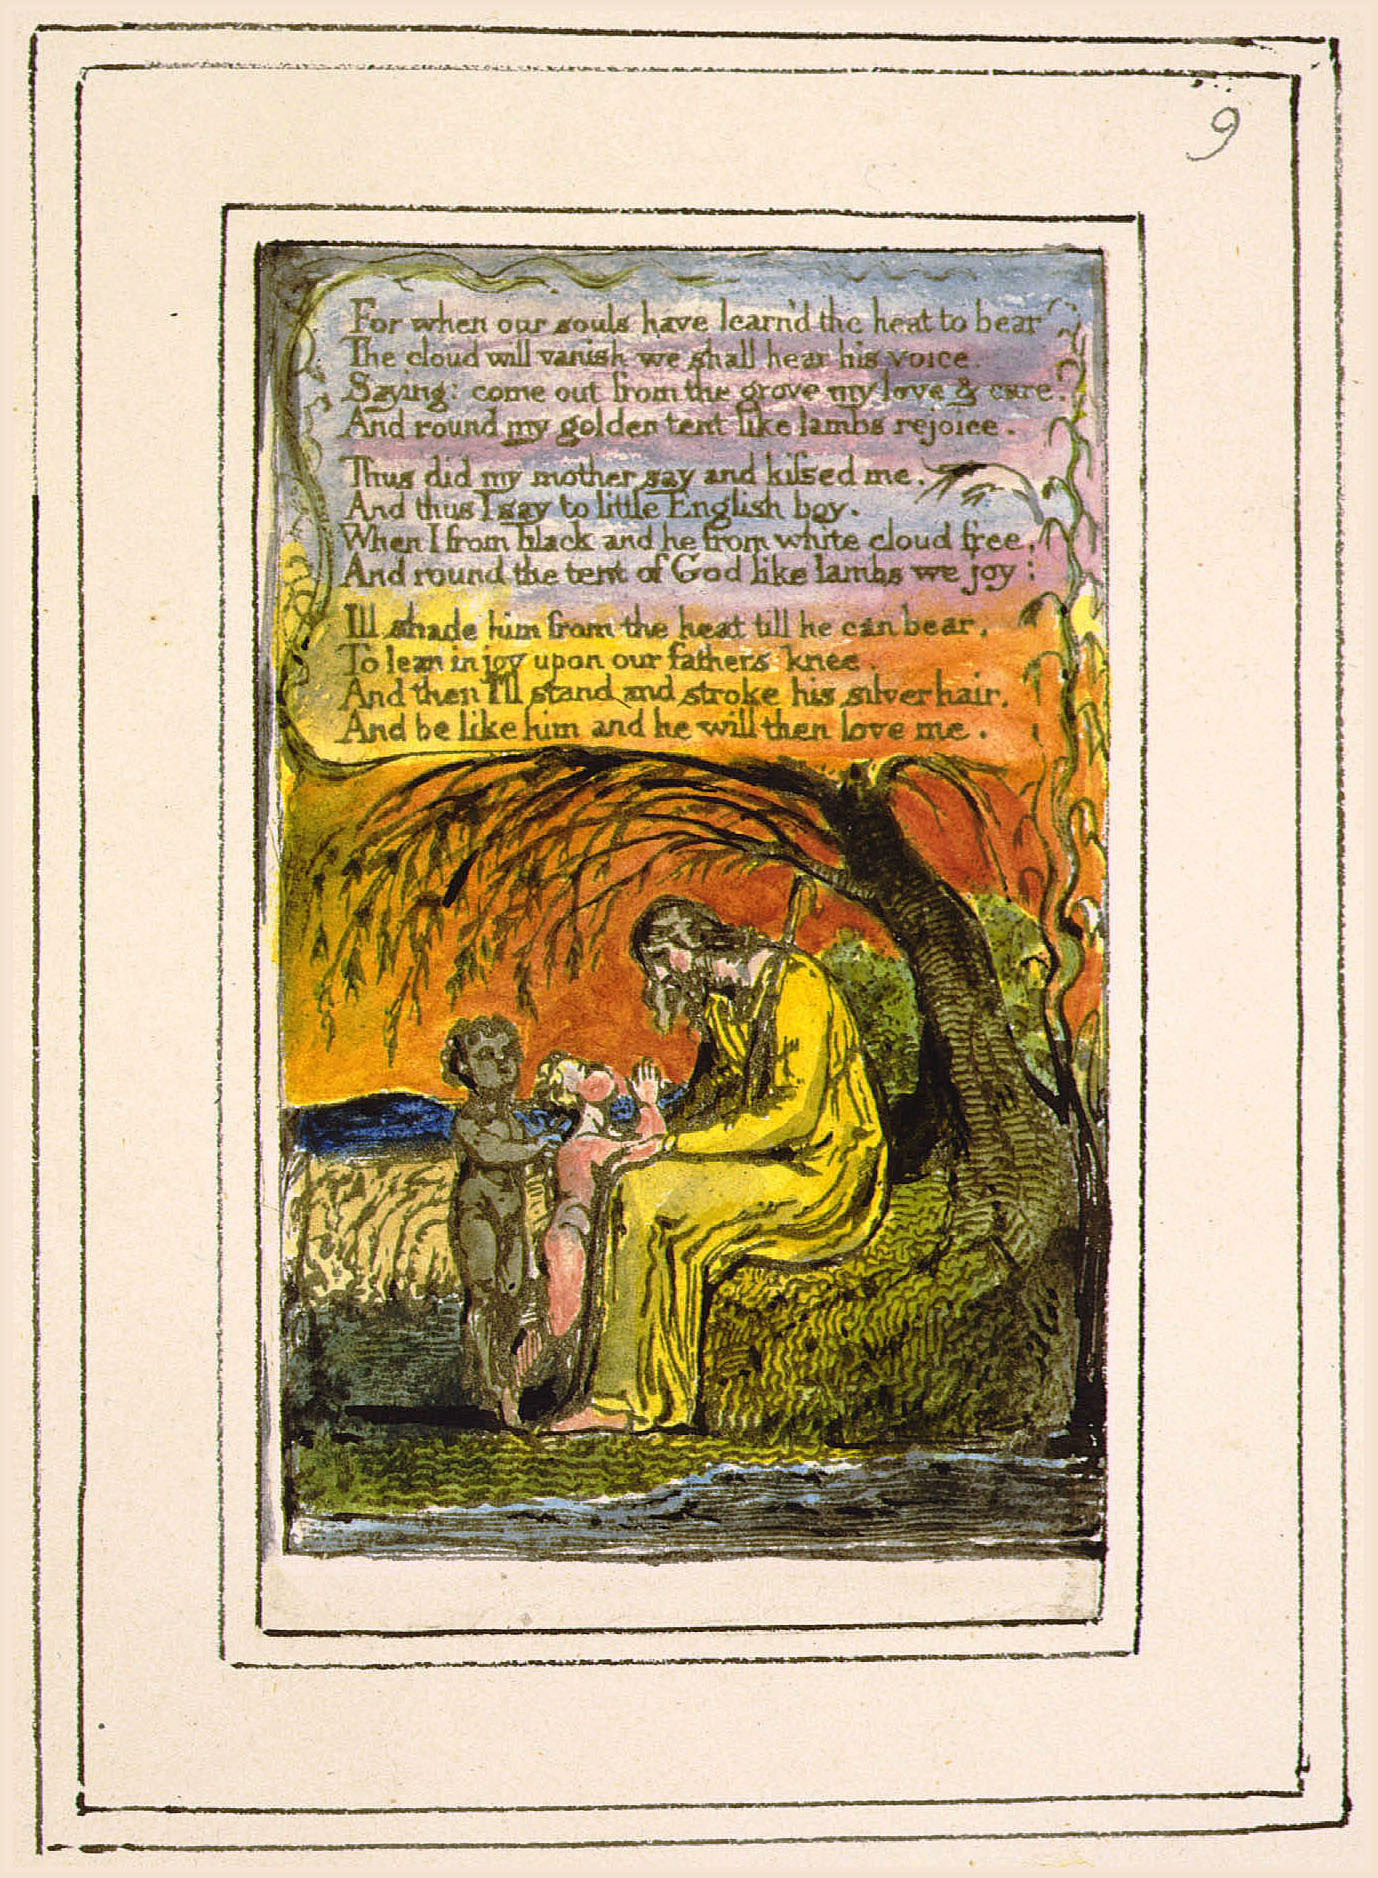 9
For when our souls have learn'd the heat to bear
The cloud will vanish we shall hear his voice.
Saying: come out from the grove my love & care,
And round my golden tent like lambs rejoice.
Thus did my mother say and kissed me,
And thus I say to little English boy.
When I from black and he from white cloud free,
And round the tent of God like lambs we joy:
Ill shade him from the heat till he can bear,
To lean in joy upon our fathers knee.
And then I'll stand and stroke his silver hair,
And be like him and he will then love me.